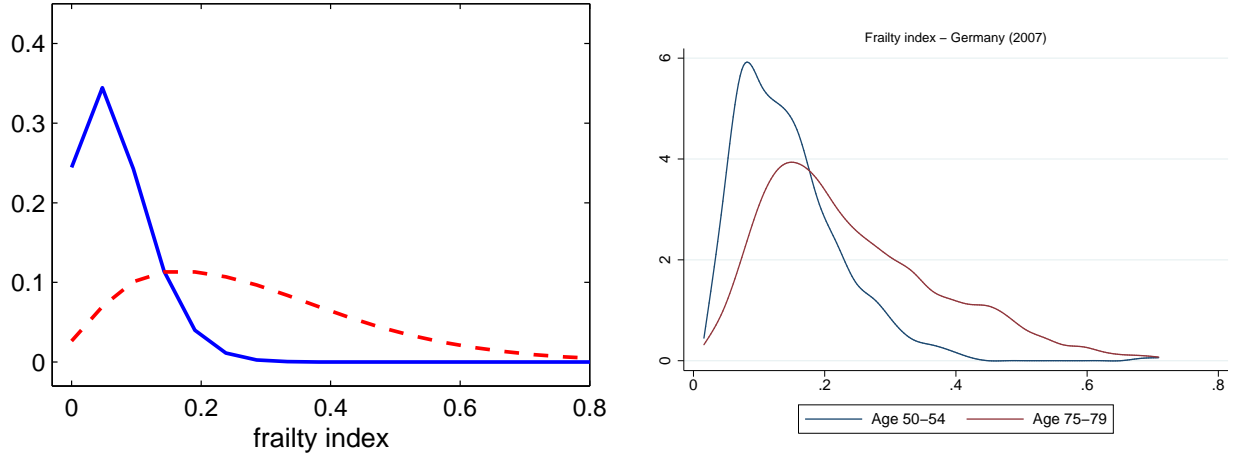 0.4
0.3
0.2
0.1
0
0 0.2 0.4 0.6 0.8
frailty index
Frailty index – Germany (2007)
6
4
2
0
0 .2 .4 .6 .8
Age 50–54 Age 75–79